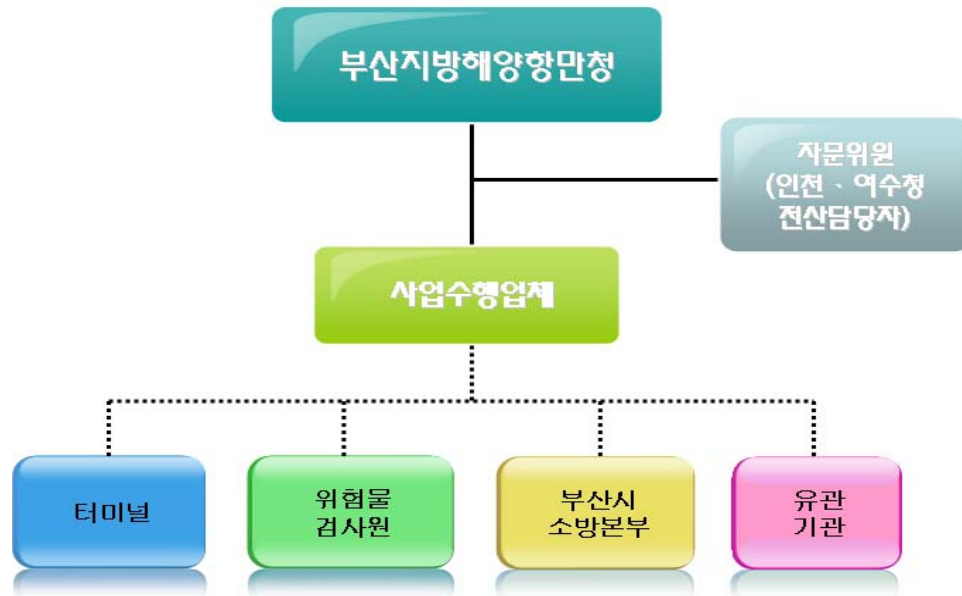 부산지방해양항만청
자문위원
(인천 · 여수청
전산담당자)
사업수행업체
터미널
위험물
검사원
부산시
소방본부
유관
기관